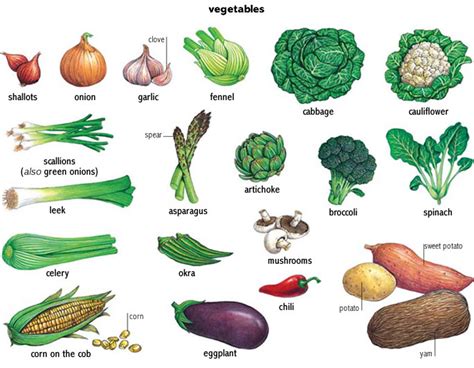 vegetables
clove
shallots
onion
garlic
fennel
cabbage
cauliflower
scallions
(also green onions)
spear
leek
asparagus
artichoke
broccoli
spinach
celery
okra
mushrooms
sweet potato
chili
potato
corn
corn on the cob
eggplant
yam